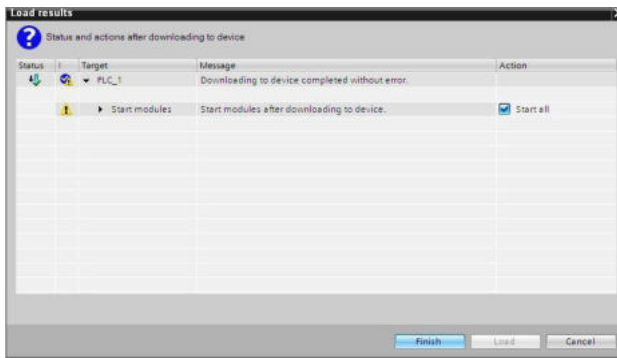 Load results
Status and actions after downloading to device
Status ! Target Message Action
PLC_1 Downloading to device completed without error.
Start modules Start modules after downloading to device. Start all
Finish Load Cancel